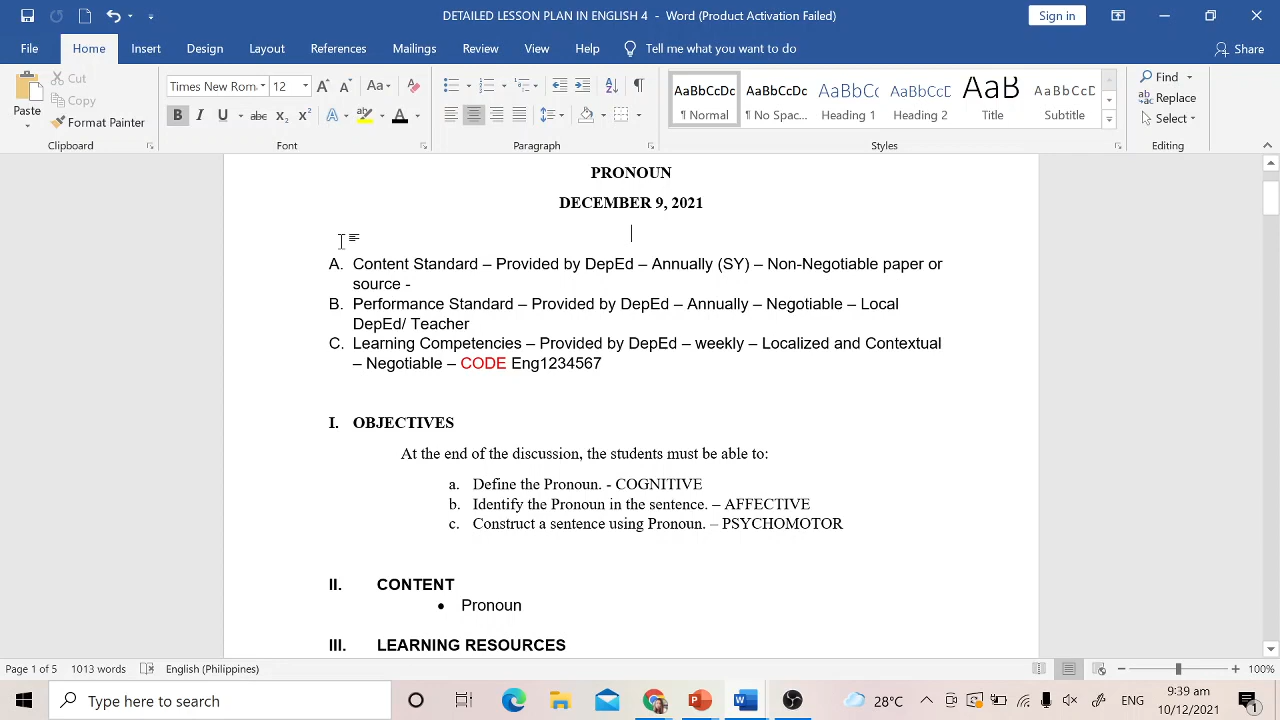 DETAILED LESSON PLAN IN ENGLISH 4 - Word (Product Activation Failed)
Sign in
File Home Insert Design Layout References Mailings Review View Help Tell me what you want to do Share
Paste
Cut
Copy
Format Painter
Clipboard
Times New Rom 12
Font
Paragraph
AaBbCcDc AaBbCcDc AaBbCc AaBbCcD AaB AaBbCcD
¶ Normal ¶ No Spac... Heading 1 Heading 2 Title Subtitle
Styles
Find
Replace
Select
Editing
PRONOUN
DECEMBER 9, 2021
A. Content Standard – Provided by DepEd – Annually (SY) – Non-Negotiable paper or
source -
B. Performance Standard – Provided by DepEd – Annually – Negotiable – Local
DepEd/ Teacher
C. Learning Competencies – Provided by DepEd – weekly – Localized and Contextual
– Negotiable – CODE Eng1234567
I. OBJECTIVES
At the end of the discussion, the students must be able to:
a. Define the Pronoun. - COGNITIVE
b. Identify the Pronoun in the sentence. – AFFECTIVE
c. Construct a sentence using Pronoun. – PSYCHOMOTOR
II. CONTENT
• Pronoun
III. LEARNING RESOURCES
Page 1 of 5 1013 words English (Philippines) 100%
Type here to search
28°C ENG
9:39 am
10/12/2021